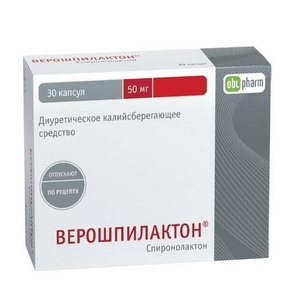 obl pharm
30 капсул
50 мг
Диуретическое калийсберегающее
средство
ОТПУСКАЮТ
ПО РЕЦЕПТУ
ВЕРОШПИЛАКТОН®
Спиронолактон